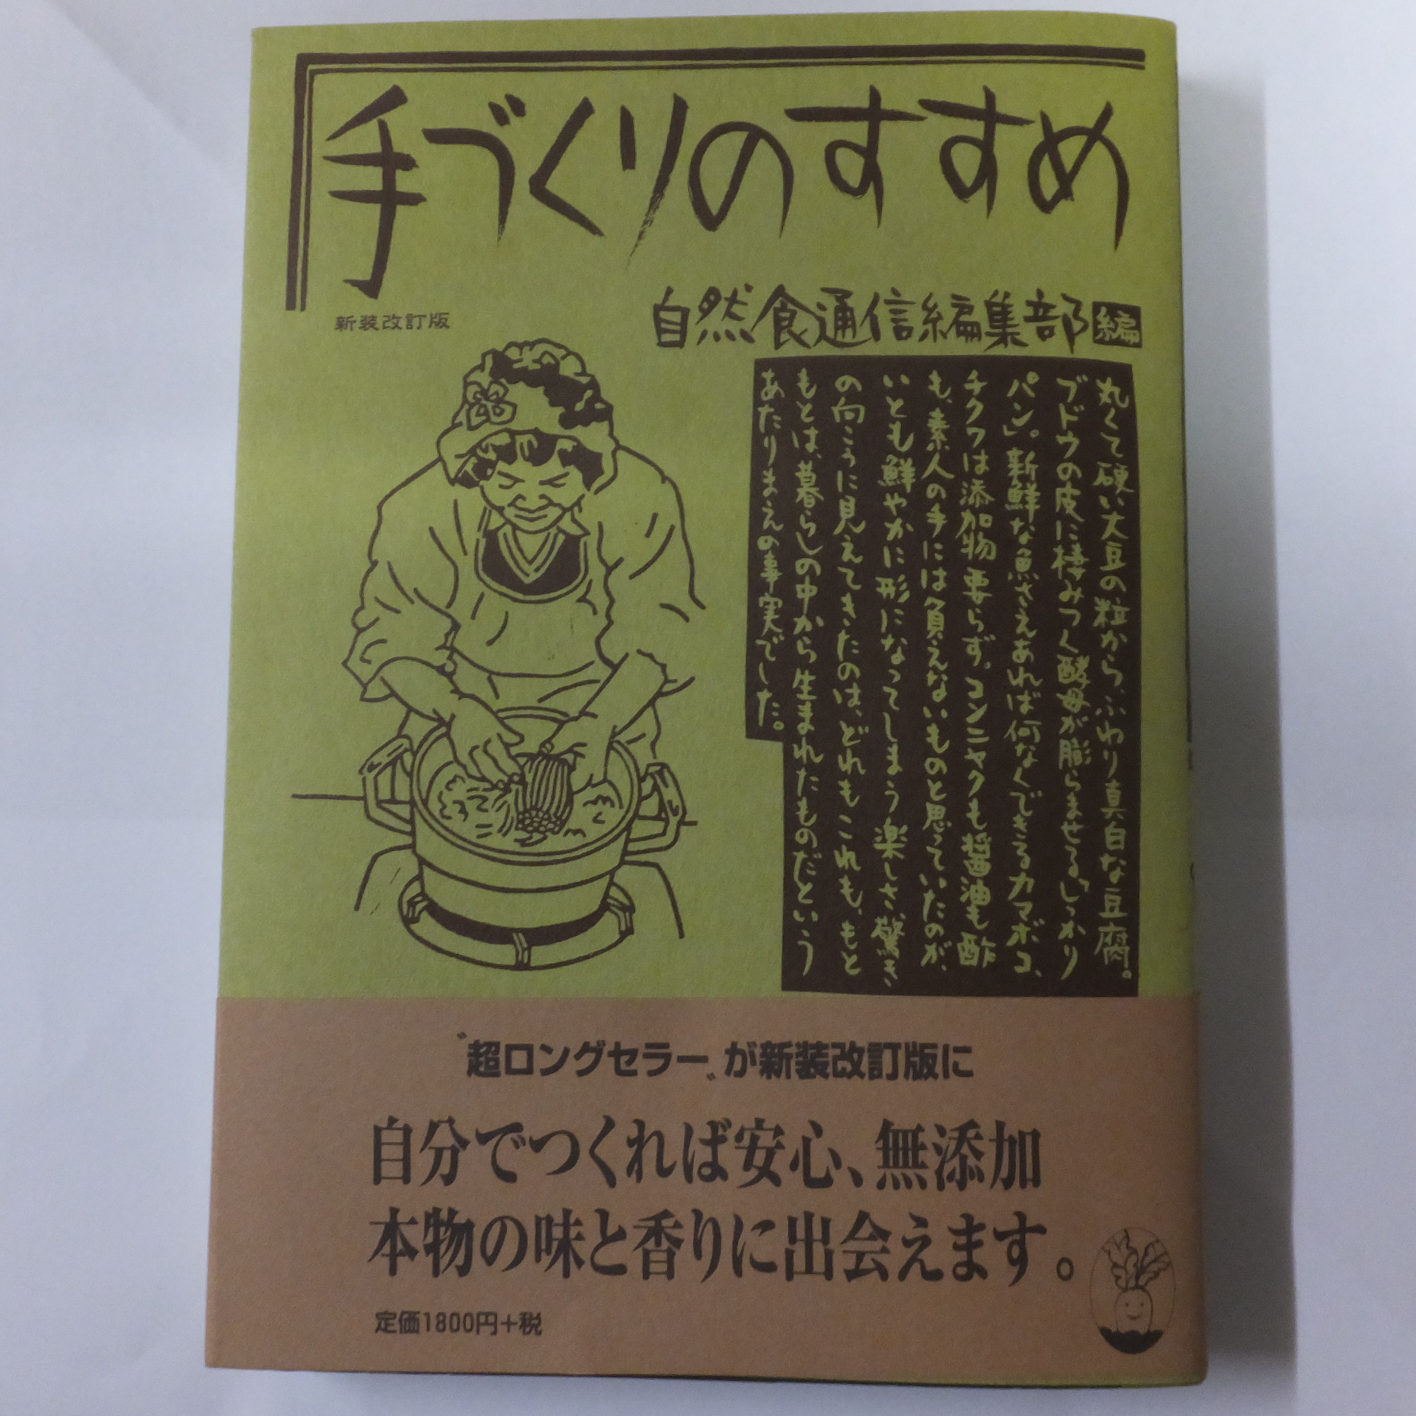 手づくりのすすめ
新装改訂版
自然食通信編集部編
丸くて硬い大豆の粒から、ふわり真白な豆腐。
ブドウの皮に棲みつく酵母が膨らませる「しっかり
パン」。新鮮な魚さえあれば何なくできるカマボコ、
チクワは添加物要らず。コンニャクも醤油も酢
も、素人の手には負えないものと思っていたのが、
いとも鮮やかに形になってしまう楽しさ、驚き、
の向こうに見えてきたのは、どれもこれも、もと
もとは、暮らしの中から生まれたものだという
あたりまえの事実でした。
〝超ロングセラー〟が新装改訂版に
自分でつくれば安心、無添加
本物の味と香りに出会えます。
定価1800円+税